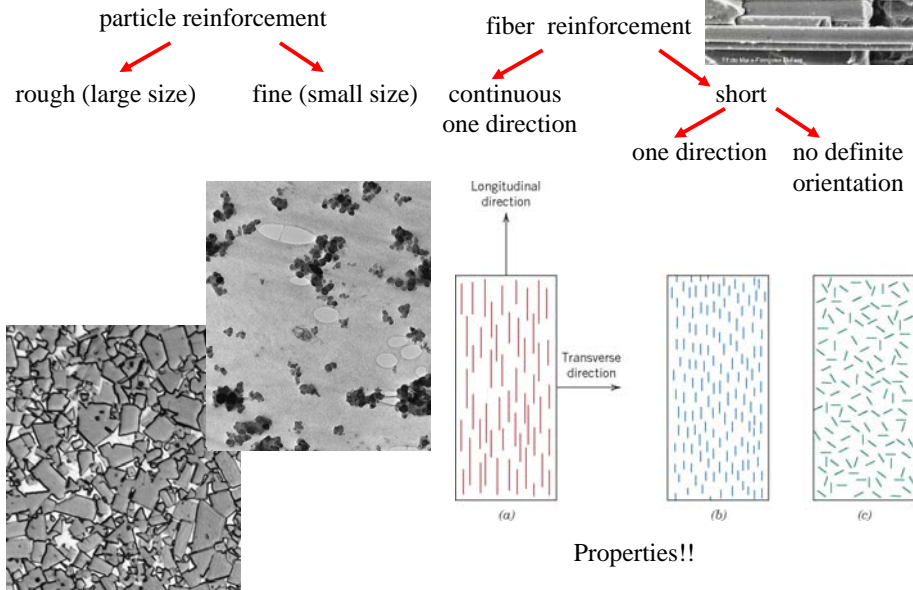 particle reinforcement
fiber reinforcement
rough (large size)
fine (small size)
continuous
one direction
short
one direction
no definite
orientation
Longitudinal
direction
Transverse
direction
(a)
(b)
(c)
Properties!!